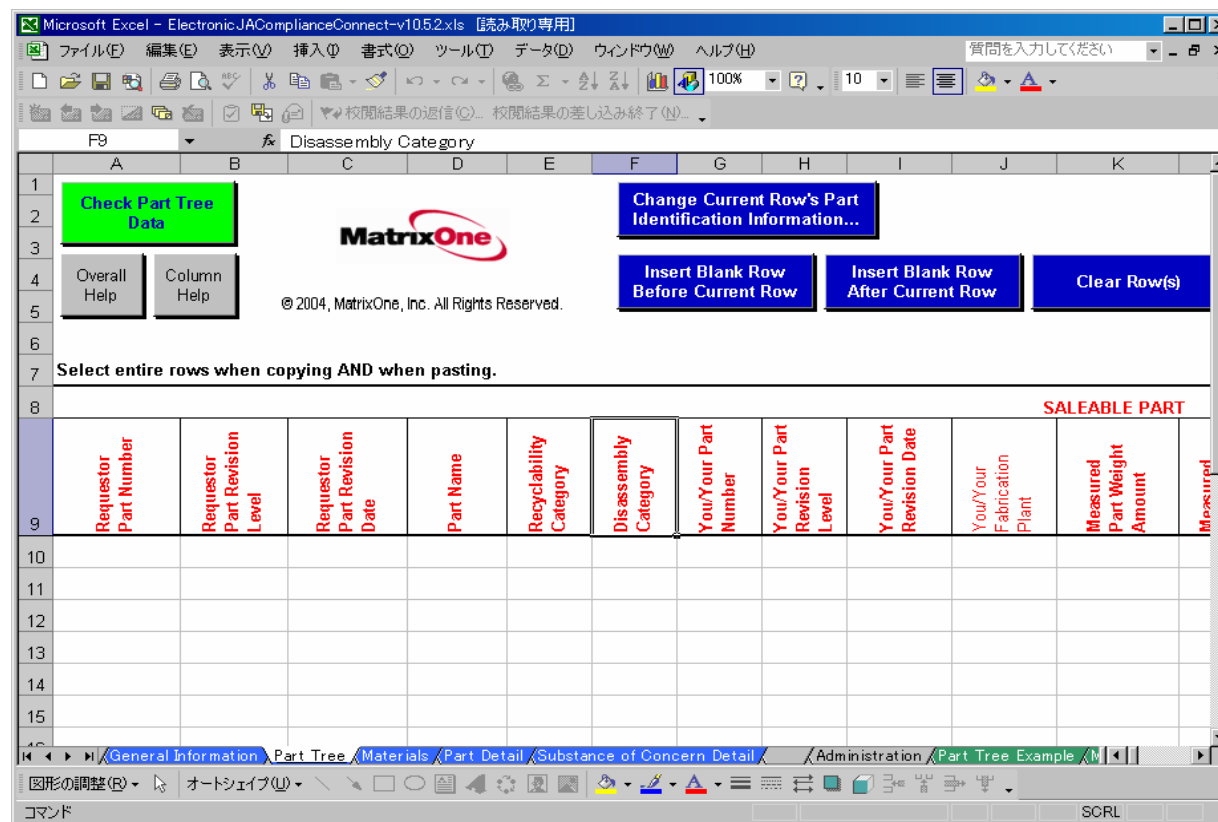 Microsoft Excel - ElectronicJAComplianceConnect-v10.5.2.xls [読み取り専用]
ファイル(F) 編集(E) 表示(V) 挿入(I) 書式(O) ツール(T) データ(D) ウィンドウ(W) ヘルプ(H) 質問を入力してください
100% 10
校閲結果の返信(C)... 校閲結果の差し込み終了(N)...
F9 fx Disassembly Category
A B C D E F G H I J K
1
Check Part Tree
Data
Change Current Row's Part
Identification Information...
2
MatrixOne
3
4
Overall
Help
Column
Help
Insert Blank Row
Before Current Row
Insert Blank Row
After Current Row
Clear Row(s)
© 2004, MatrixOne, Inc. All Rights Reserved.
5
6
7 Select entire rows when copying AND when pasting.
8 SALEABLE PART
9
Requestor
Part Number
Requestor
Part Revision
Level
Requestor
Part Revision
Date
Part Name
Recyclability
Category
Disassembly
Category
You/Your Part
Number
You/Your Part
Revision
Level
You/Your Part
Revision Date
You/Your
Fabrication
Plant
Measured
Part Weight
Amount
Measured
10
11
12
13
14
15
General Information Part Tree Materials Part Detail Substance of Concern Detail Administration Part Tree Example M
図形の調整(R) オートシェイプ(U)
コマンド SCRL